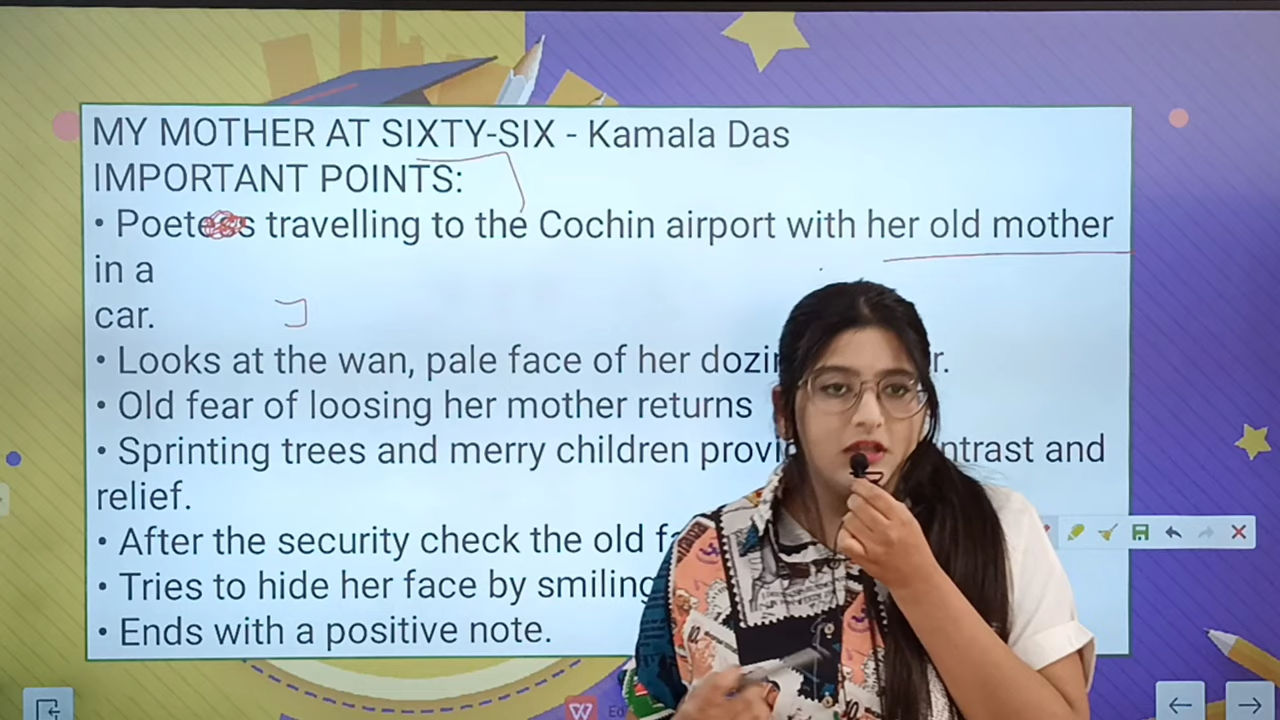 MY MOTHER AT SIXTY-SIX - Kamala Das
IMPORTANT POINTS:
• Poet travelling to the Cochin airport with her old mother
in a
car.
• Looks at the wan, pale face of her
• Old fear of loosing her mother returns
• Sprinting trees and merry children and
relief.
• After the security check the old
• Tries to hide her face by smiling
• Ends with a positive note.